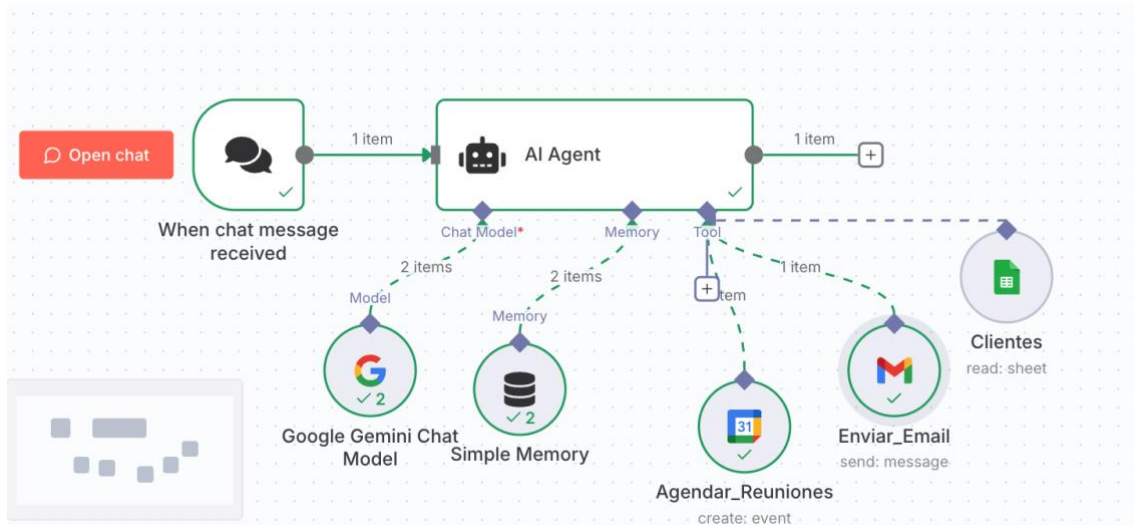 Open chat
1 item
AI Agent
1 item
When chat message
received
Chat Model*
Memory
Tool
2 items
2 items
1 item
tem
Model
Memory
Clientes
read: sheet
2
2
31
Google Gemini Chat
Model
Simple Memory
Enviar_Email
send: message
Agendar_Reuniones
create: event